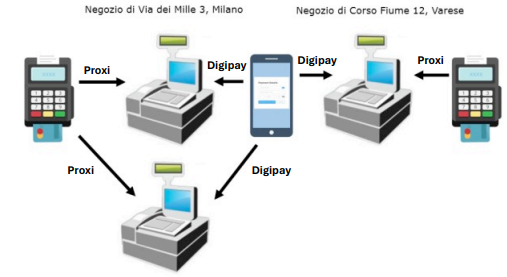 Negozio di Via dei Mille 3, Milano
Negozio di Corso Fiume 12, Varese
Proxi
Digipay
Digipay
Proxi
Proxi
Digipay